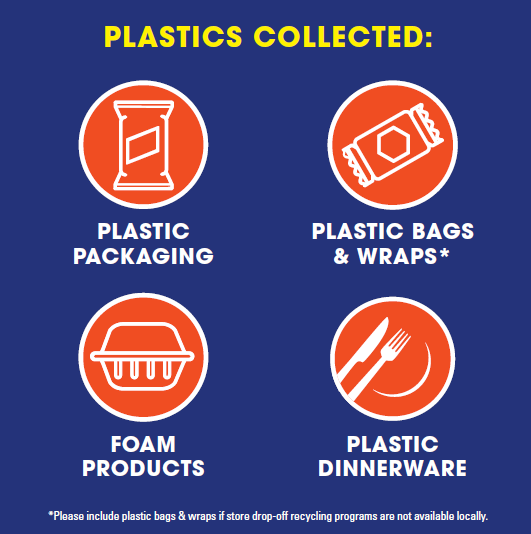 PLASTICS COLLECTED:
PLASTIC
PACKAGING
PLASTIC BAGS
& WRAPS*
FOAM
PRODUCTS
PLASTIC
DINNERWARE
*Please include plastic bags & wraps if store drop-off recycling programs are not available locally.